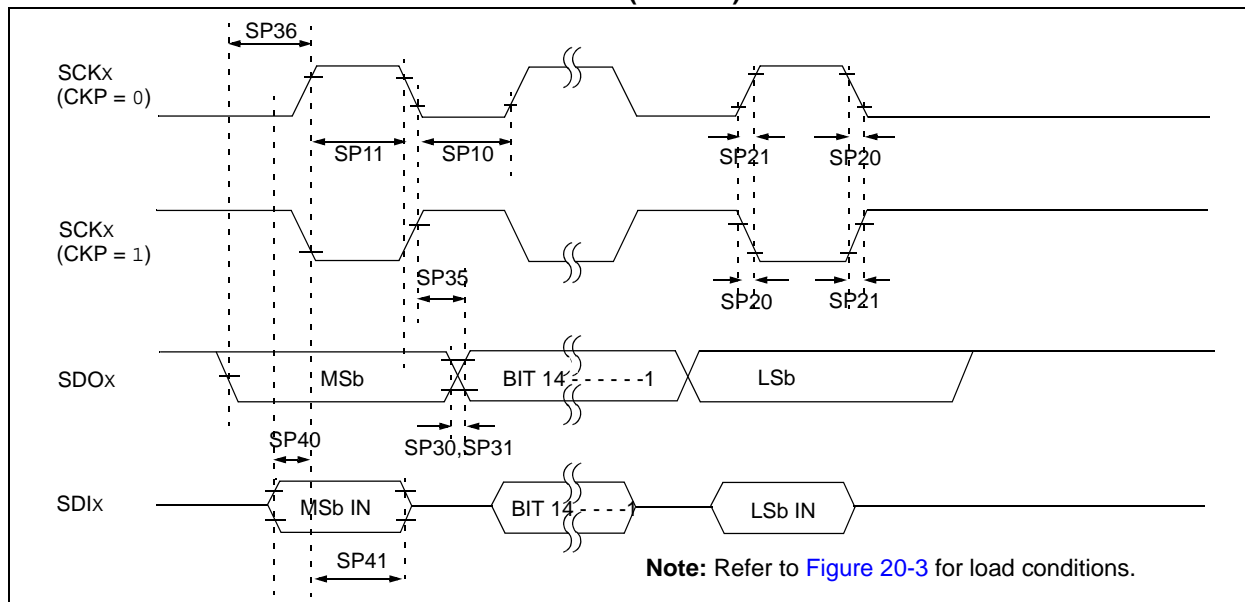 SP36
SCKX
(CKP = 0)
SP11
SP10
SP21
SP20
SCKX
(CKP = 1)
SP35
SP20
SP21
SDOX
MSb
BIT 14 - - - - - -1
LSb
SP40
SP30,SP31
SDIX
MSb IN
BIT 14 - - - -1
LSb IN
SP41
Note: Refer to Figure 20-3 for load conditions.